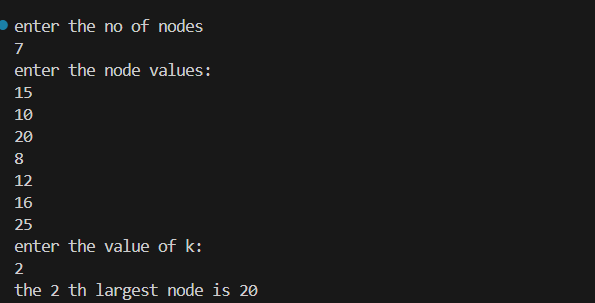 enter the no of nodes
7
enter the node values:
15
10
20
8
12
16
25
enter the value of k:
2
the 2 th largest node is 20